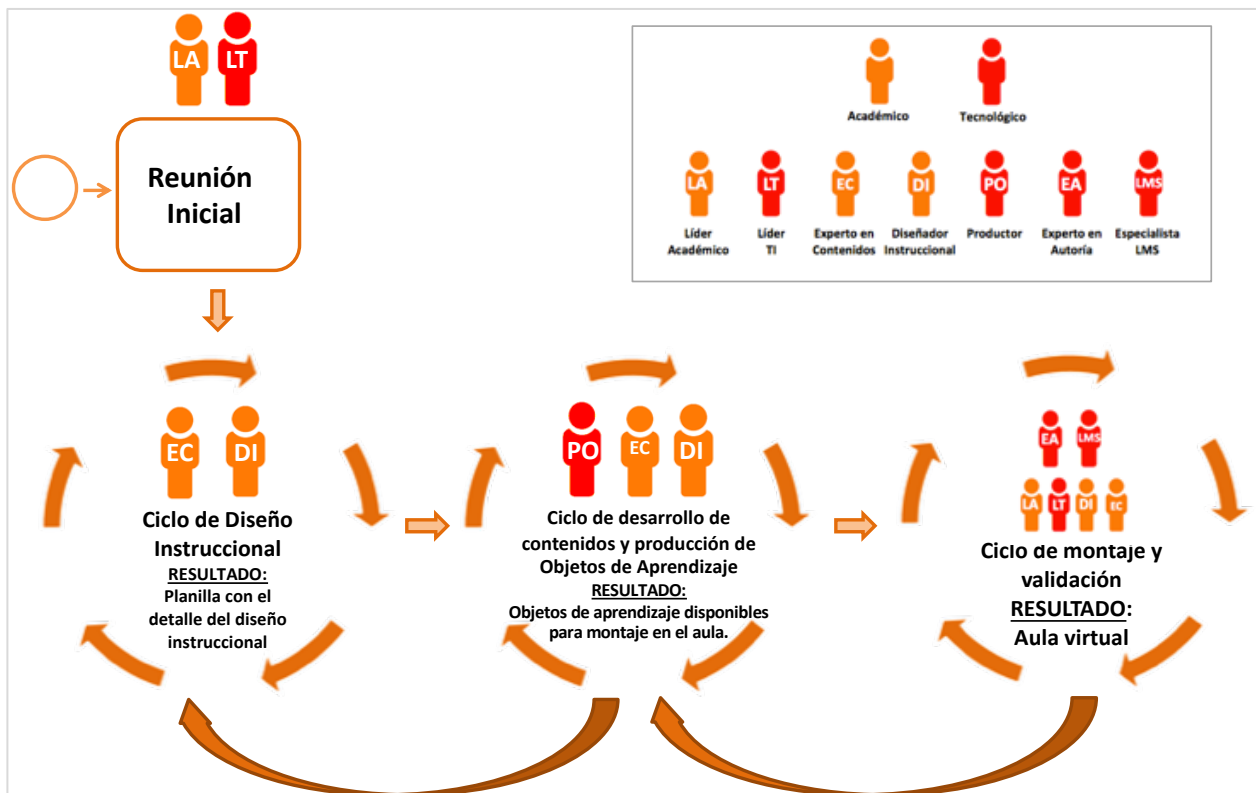 LA LT
Reunión
Inicial
Académico Tecnológico
LA LT EC DI PO EA LMS
Líder Líder Experto en Diseñador Productor Experto en Especialista
Académico TI Contenidos Instruccional Autoría LMS
EC DI
Ciclo de Diseño
Instruccional
RESULTADO:
Planilla con el
detalle del diseño
instruccional
PO EC DI
Ciclo de desarrollo de
contenidos y producción de
Objetos de Aprendizaje
RESULTADO:
Objetos de aprendizaje disponibles
para montaje en el aula.
EA LMS
LA LT DI EC
Ciclo de montaje y
validación
RESULTADO:
Aula virtual